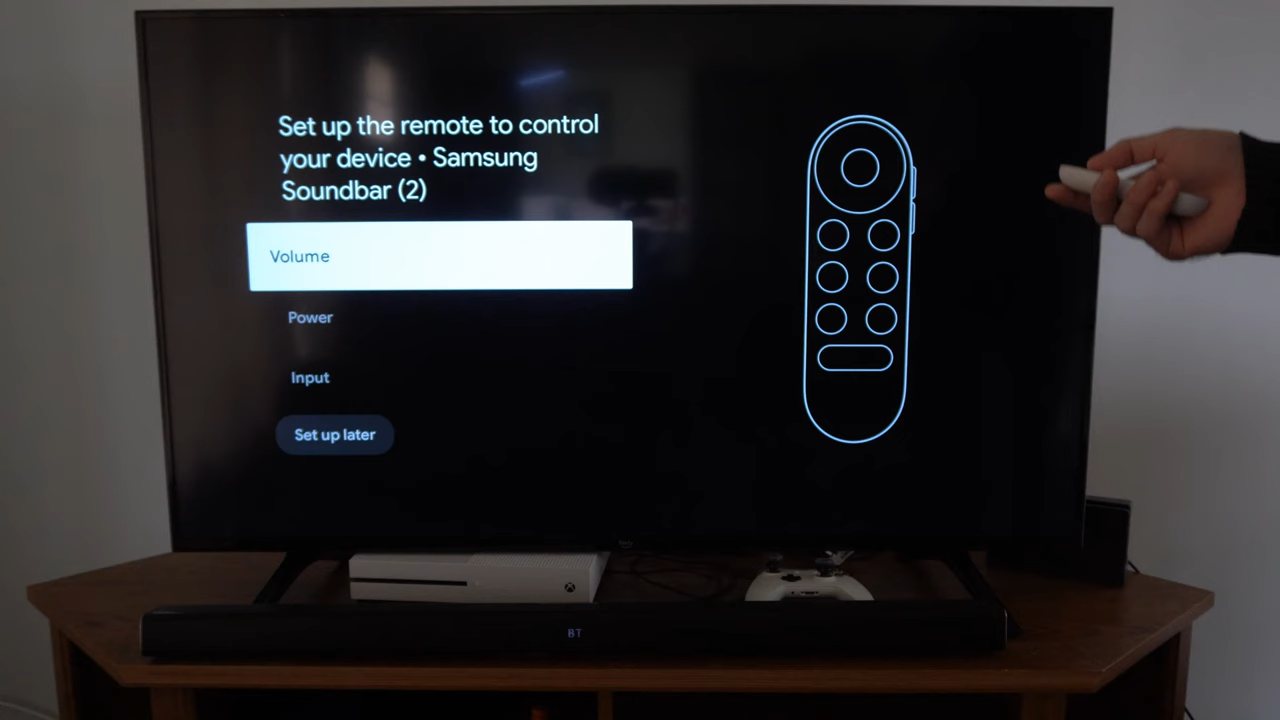 Set up the remote to control
your device • Samsung
Soundbar (2)
Volume
Power
Input
Set up later
BT